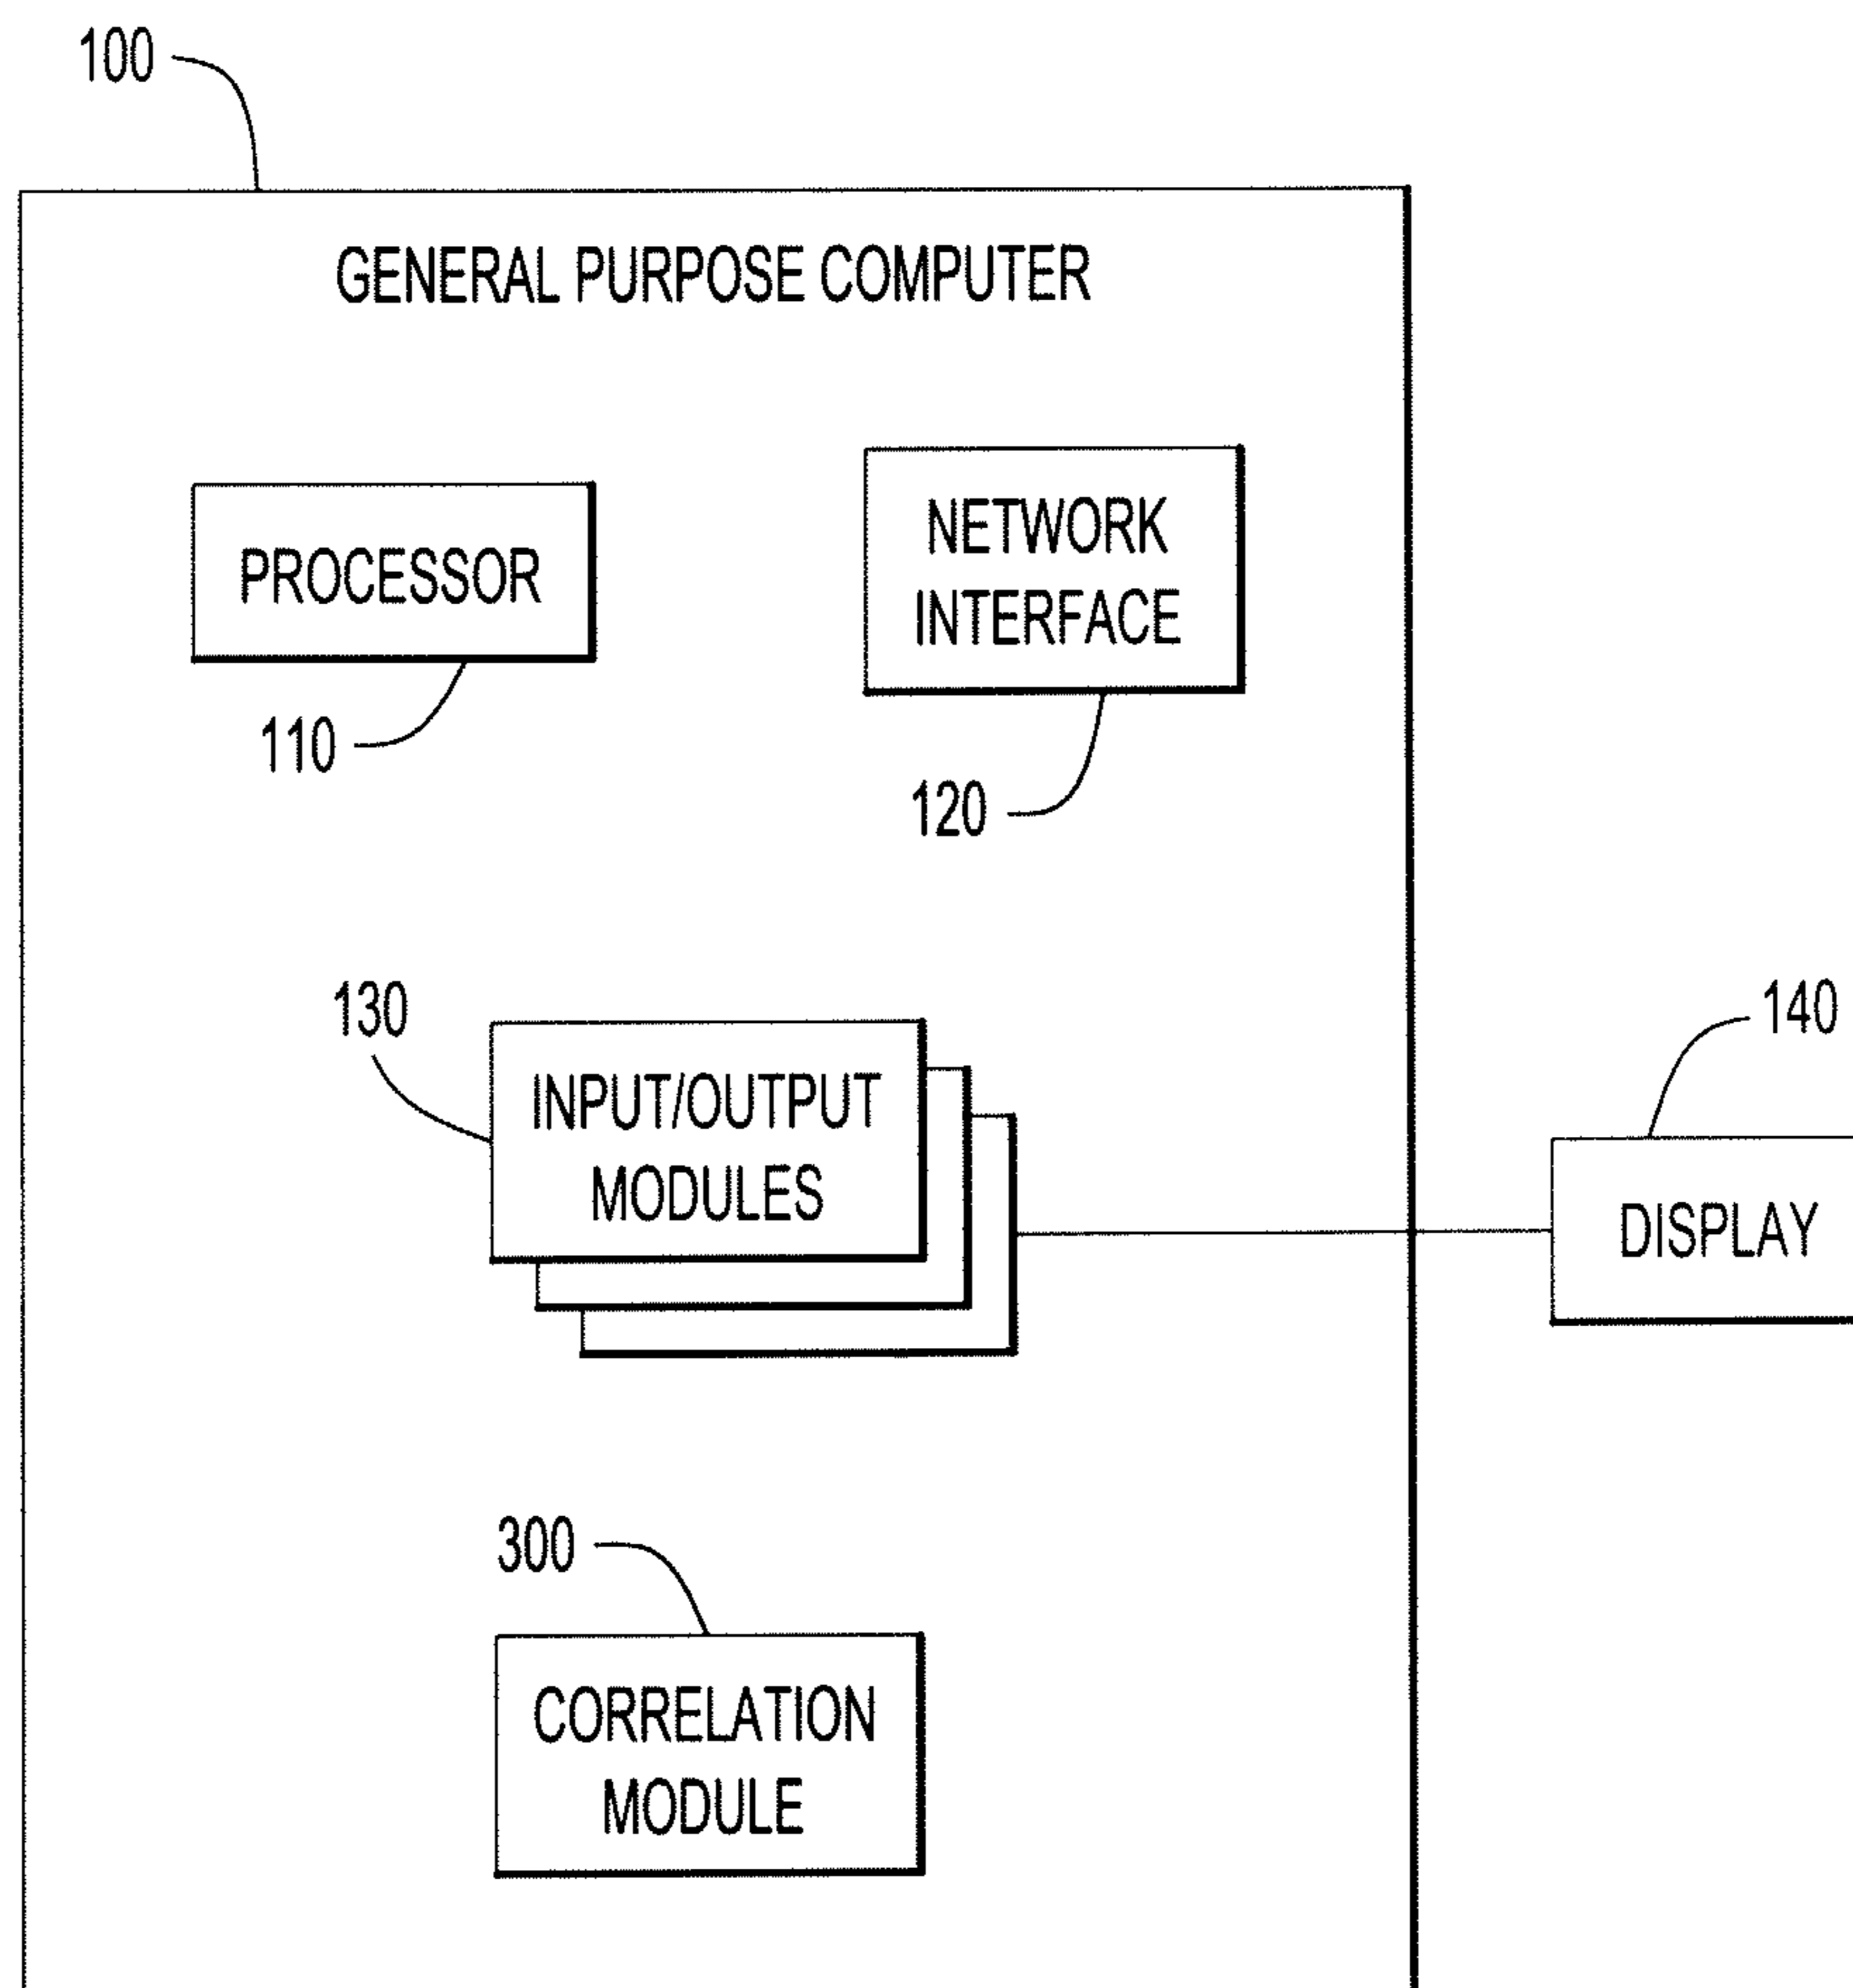 100
GENERAL PURPOSE COMPUTER
PROCESSOR
110
NETWORK
INTERFACE
120
130
INPUT/OUTPUT
MODULES
140
DISPLAY
300
CORRELATION
MODULE